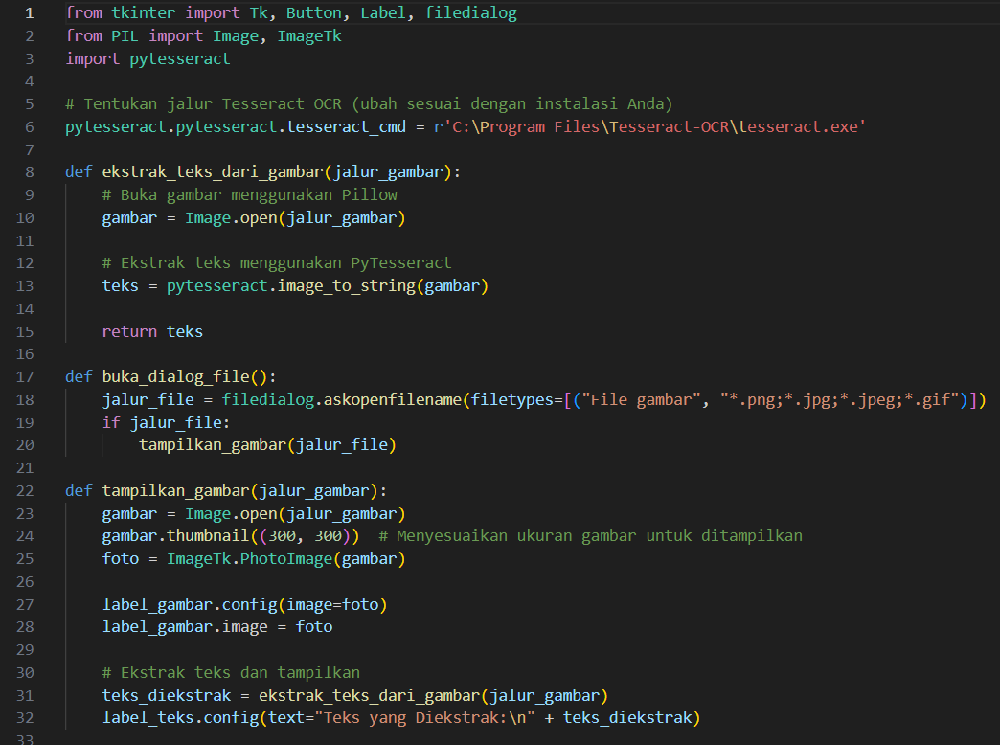 1 from tkinter import Tk, Button, Label, filedialog
2 from PIL import Image, ImageTk
3 import pytesseract
4
5 # Tentukan jalur Tesseract OCR (ubah sesuai dengan instalasi Anda)
6 pytesseract.pytesseract.tesseract_cmd = r'C:\Program Files\Tesseract-OCR\tesseract.exe'
7
8 def ekstrak_teks_dari_gambar(jalur_gambar):
9     # Buka gambar menggunakan Pillow
10     gambar = Image.open(jalur_gambar)
11
12     # Ekstrak teks menggunakan PyTesseract
13     teks = pytesseract.image_to_string(gambar)
14
15     return teks
16
17 def buka_dialog_file():
18     jalur_file = filedialog.askopenfilename(filetypes=[("File gambar", "*.png;*.jpg;*.jpeg;*.gif")])
19     if jalur_file:
20         tampilkan_gambar(jalur_file)
21
22 def tampilkan_gambar(jalur_gambar):
23     gambar = Image.open(jalur_gambar)
24     gambar.thumbnail((300, 300))  # Menyesuaikan ukuran gambar untuk ditampilkan
25     foto = ImageTk.PhotoImage(gambar)
26
27     label_gambar.config(image=foto)
28     label_gambar.image = foto
29
30     # Ekstrak teks dan tampilkan
31     teks_diekstrak = ekstrak_teks_dari_gambar(jalur_gambar)
32     label_teks.config(text="Teks yang Diekstrak:\n" + teks_diekstrak)
33